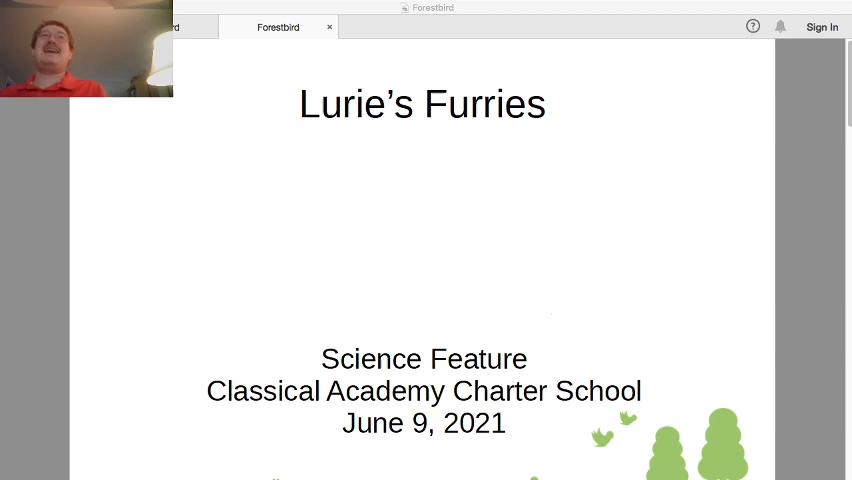 Forestbird
rd
Forestbird ×
? Sign In
Lurie’s Furries
Science Feature
Classical Academy Charter School
June 9, 2021